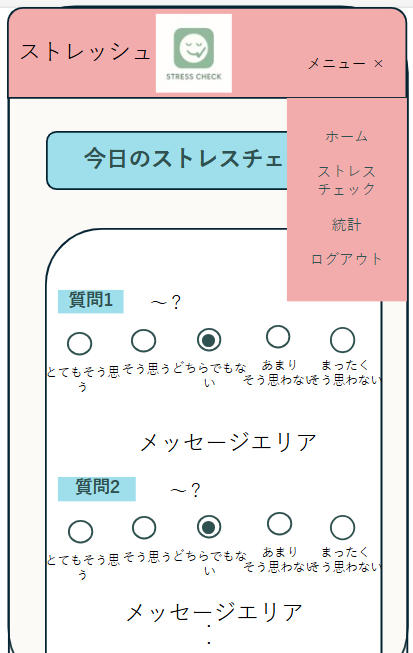 ストレッシュ
STRESS CHECK
メニュー ×
ホーム
ストレス
チェック
統計
ログアウト
今日のストレスチェ
質問1 ～？
とてもそう思
う
そう思う
どちらでもな
い
あまり
そう思わない
まったく
そう思わない
メッセージエリア
質問2 ～？
とてもそう思
う
そう思う
どちらでもな
い
あまり
そう思わない
まったく
そう思わない
メッセージエリア